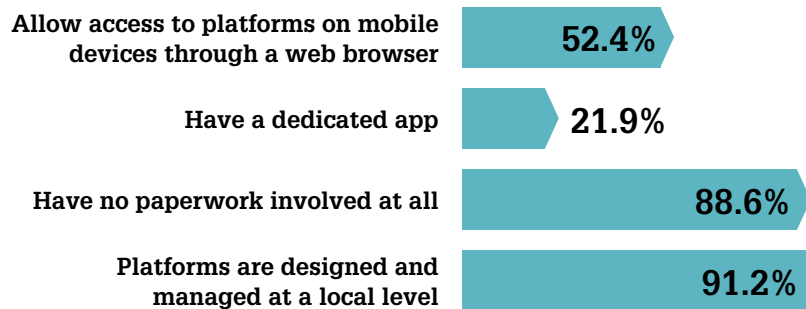 Allow access to platforms on mobile
devices through a web browser
52.4%
Have a dedicated app
21.9%
Have no paperwork involved at all
88.6%
Platforms are designed and
managed at a local level
91.2%